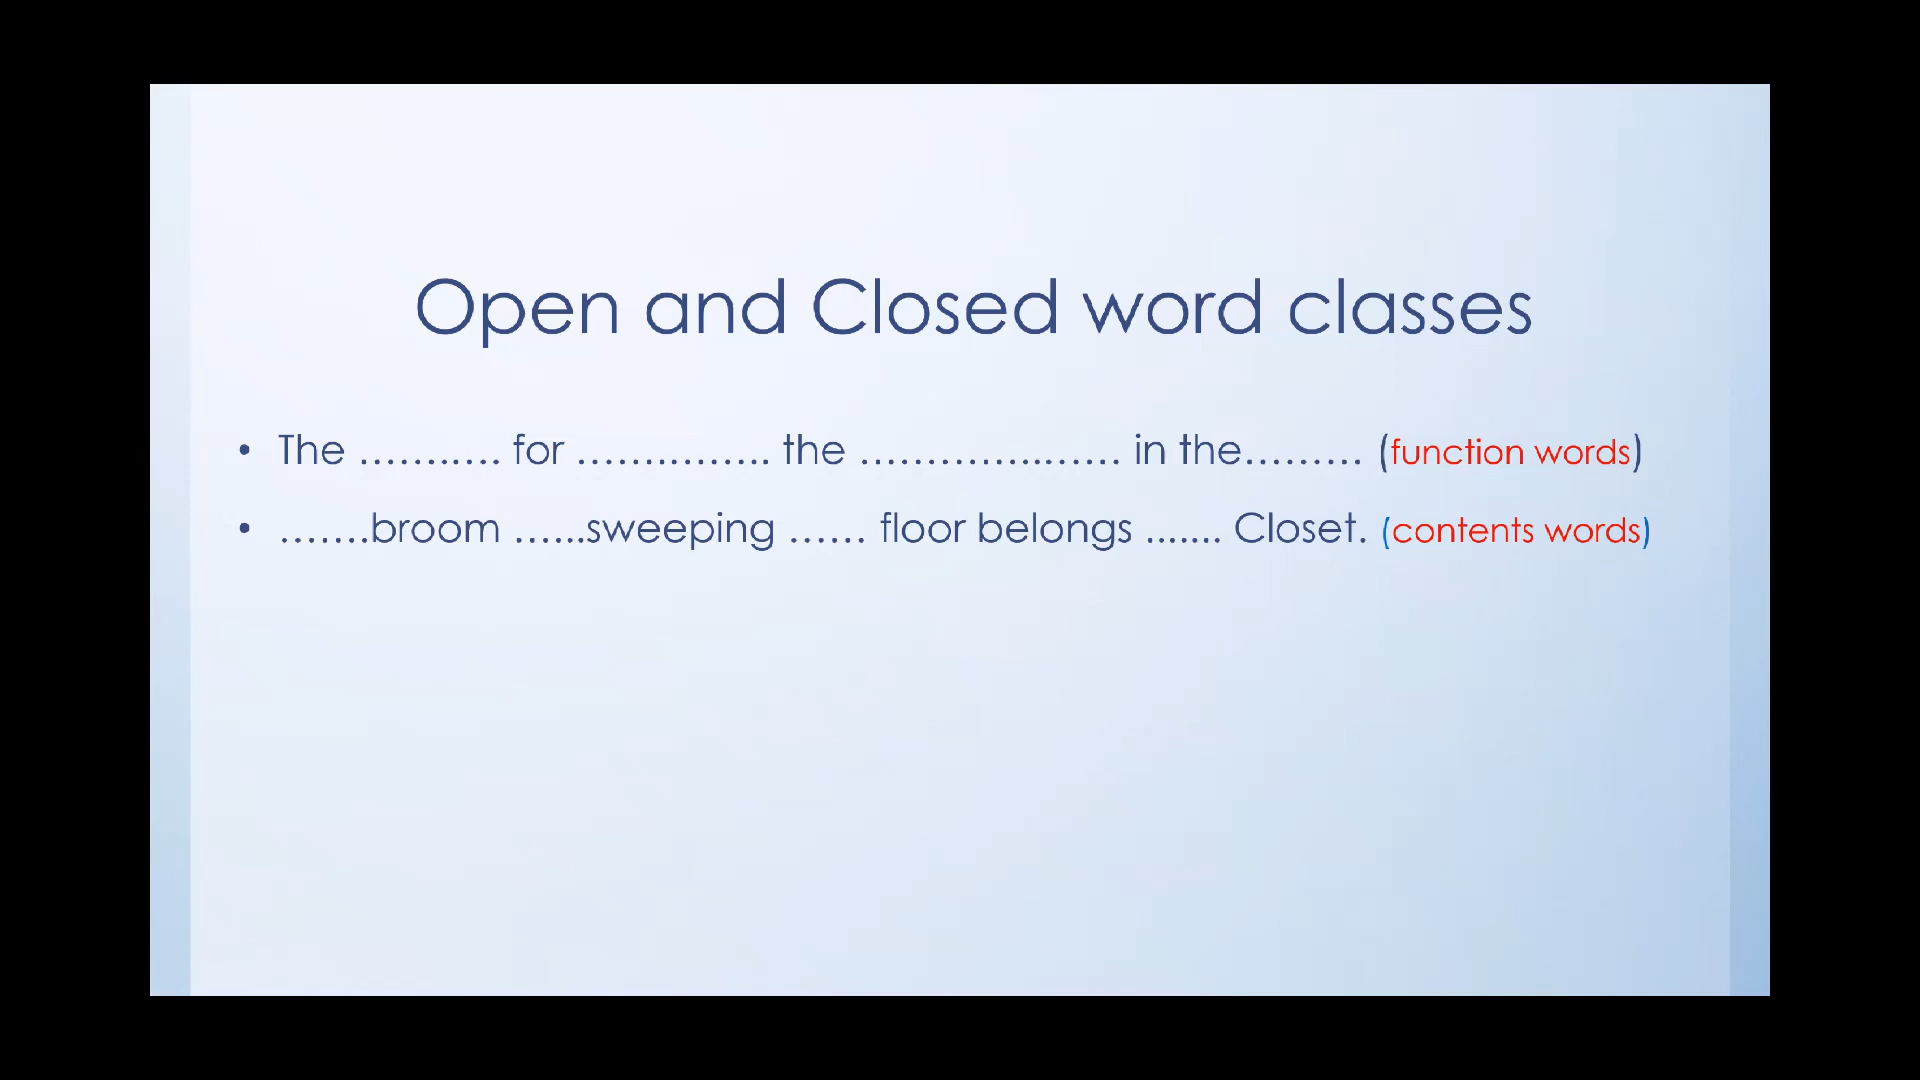 Open and Closed word classes
• The ……..…. for …….……. the …………..…… in the……… (function words)
• …….broom …...sweeping …… floor belongs ....... Closet. (contents words)